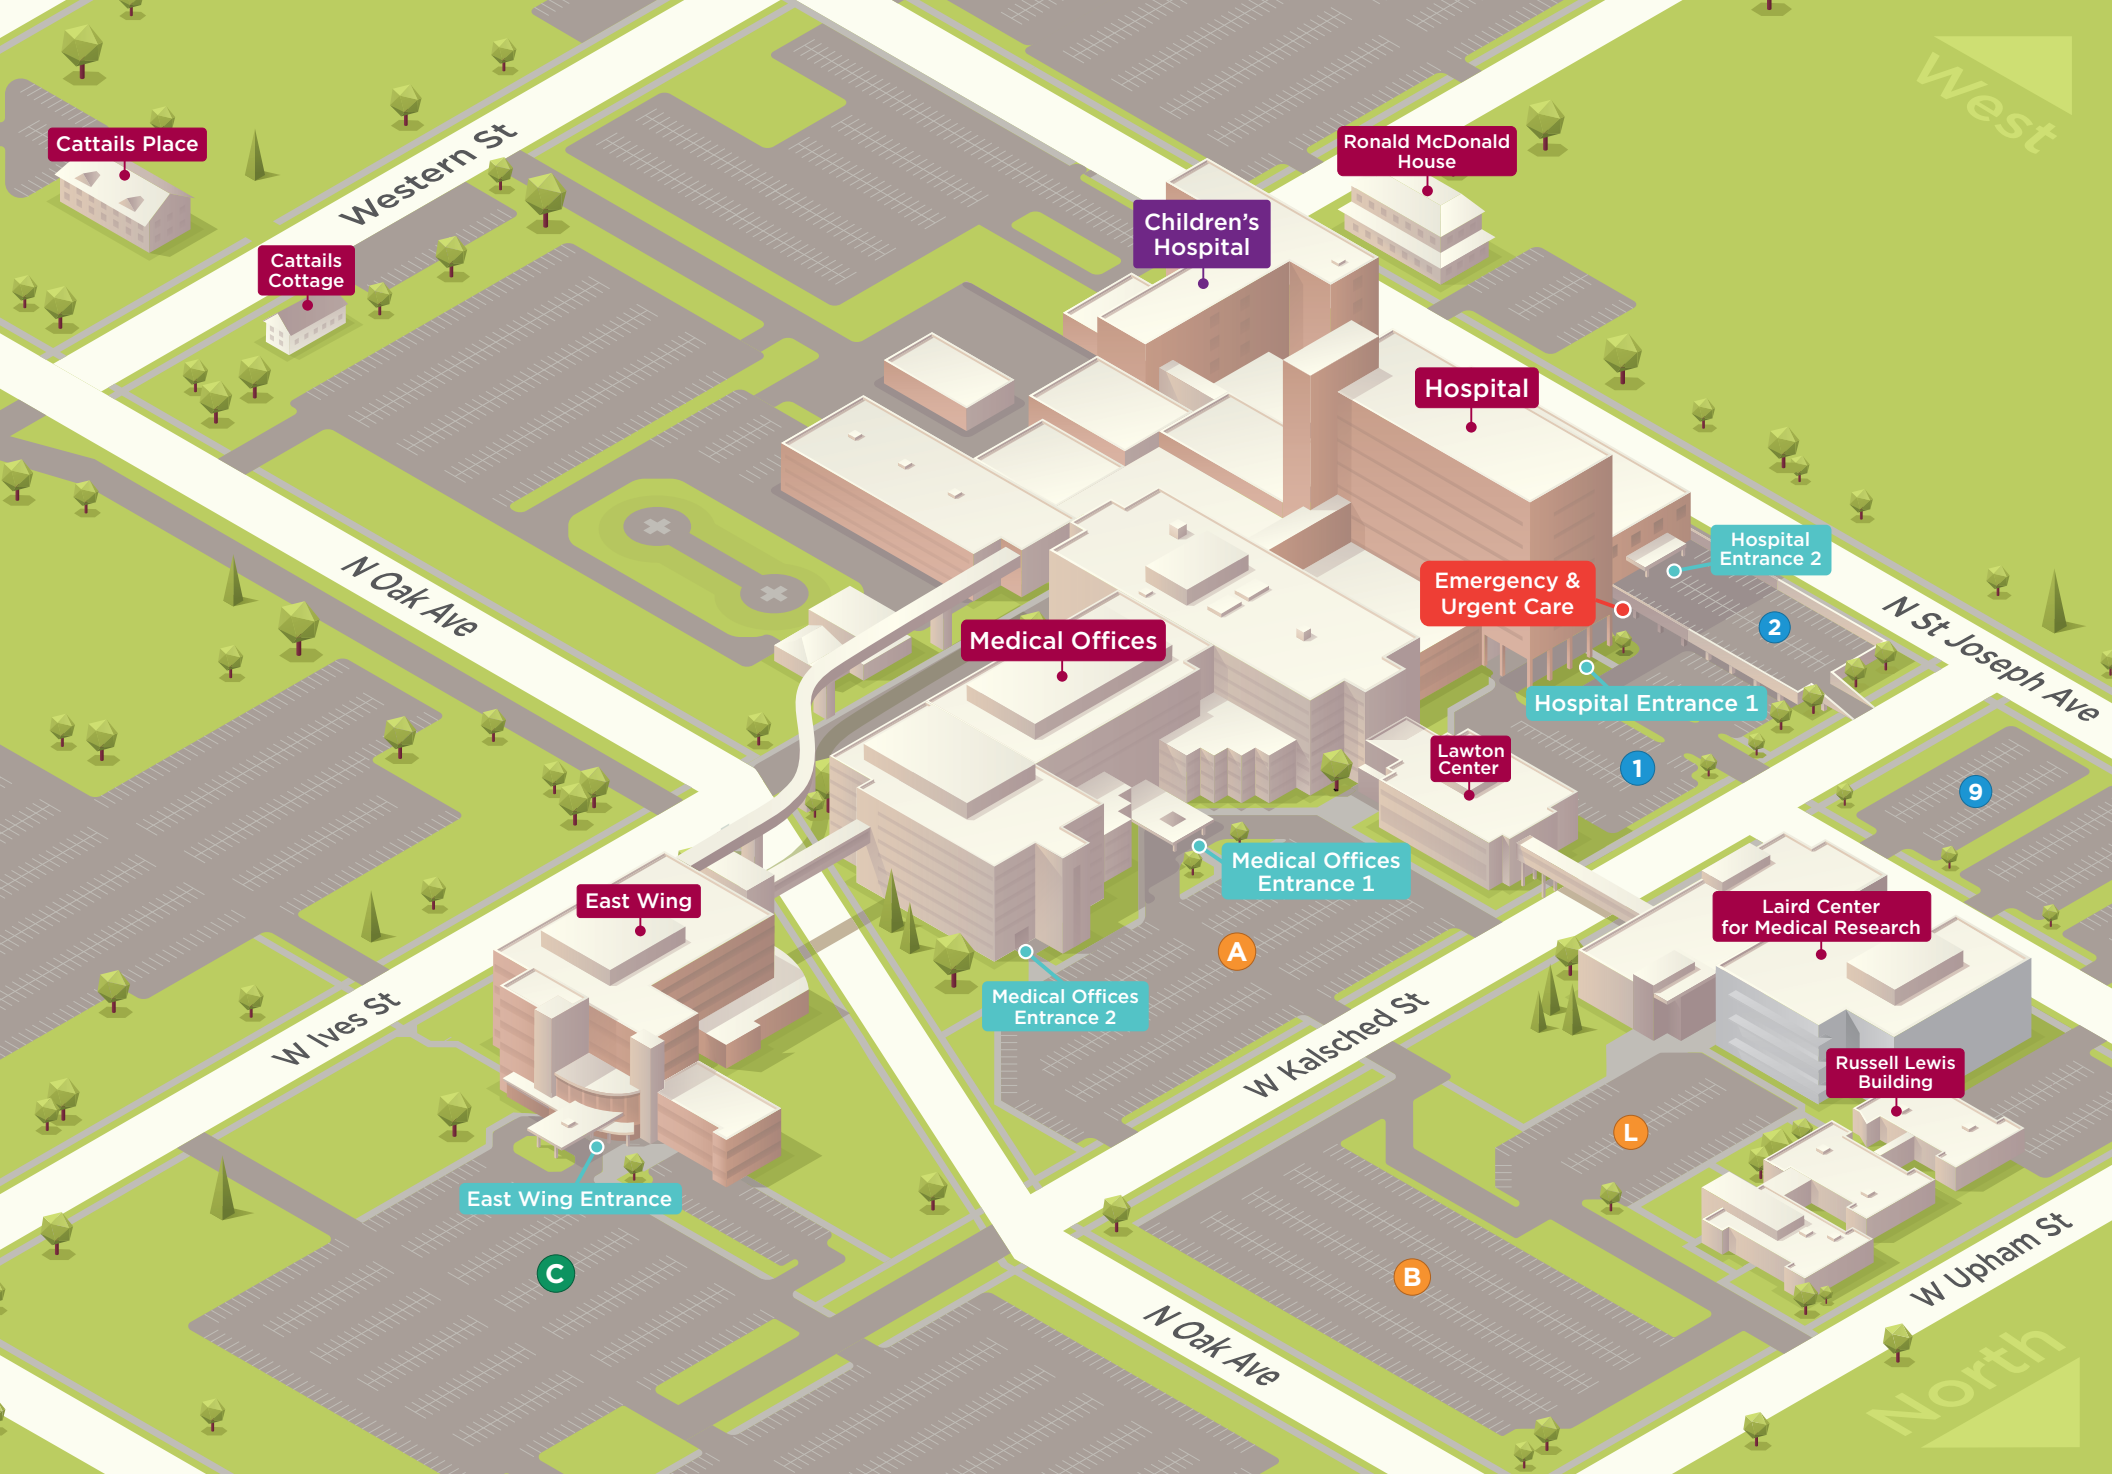 West
Cattails Place
Western St
Ronald McDonald
House
Children's
Hospital
Cattails
Cottage
Hospital
Hospital
Entrance 2
N Oak Ave
Emergency &
Urgent Care
2
N St Joseph Ave
Medical Offices
Hospital Entrance 1
Lawton
Center
1
9
Medical Offices
Entrance 1
East Wing
Laird Center
for Medical Research
A
Medical Offices
Entrance 2
W Ives St
W Kalsched St
Russell Lewis
Building
L
East Wing Entrance
C
B
W Upham St
N Oak Ave
North